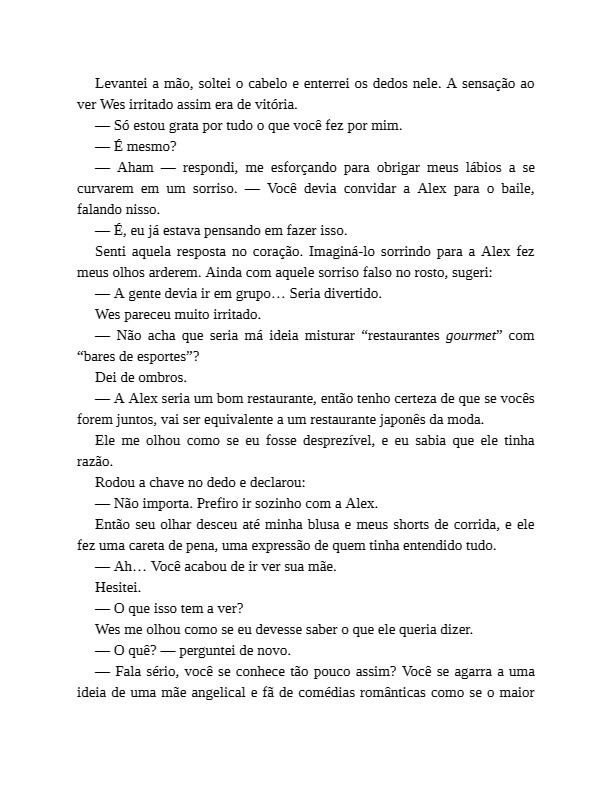 Levantei a mão, soltei o cabelo e enterrei os dedos nele. A sensação ao
ver Wes irritado assim era de vitória.
— Só estou grata por tudo o que você fez por mim.
— É mesmo?
— Aham — respondi, me esforçando para obrigar meus lábios a se
curvarem em um sorriso. — Você devia convidar a Alex para o baile,
falando nisso.
— É, eu já estava pensando em fazer isso.
Senti aquela resposta no coração. Imaginá-lo sorrindo para a Alex fez
meus olhos arderem. Ainda com aquele sorriso falso no rosto, sugeri:
— A gente devia ir em grupo… Seria divertido.
Wes pareceu muito irritado.
— Não acha que seria má ideia misturar “restaurantes gourmet” com
“bares de esportes”?
Dei de ombros.
— A Alex seria um bom restaurante, então tenho certeza de que se vocês
forem juntos, vai ser equivalente a um restaurante japonês da moda.
Ele me olhou como se eu fosse desprezível, e eu sabia que ele tinha
razão.
Rodou a chave no dedo e declarou:
— Não importa. Prefiro ir sozinho com a Alex.
Então seu olhar desceu até minha blusa e meus shorts de corrida, e ele
fez uma careta de pena, uma expressão de quem tinha entendido tudo.
— Ah… Você acabou de ir ver sua mãe.
Hesitei.
— O que isso tem a ver?
Wes me olhou como se eu devesse saber o que ele queria dizer.
— O quê? — perguntei de novo.
— Fala sério, você se conhece tão pouco assim? Você se agarra a uma
ideia de uma mãe angelical e fã de comédias românticas como se o maior